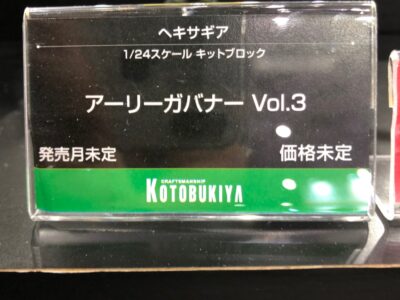 ヘキサギア
1/24スケール キットブロック
アーリーガバナー Vol.3
発売月未定 価格未定
CRAFTSMANSHIP
KOTOBUKIYA